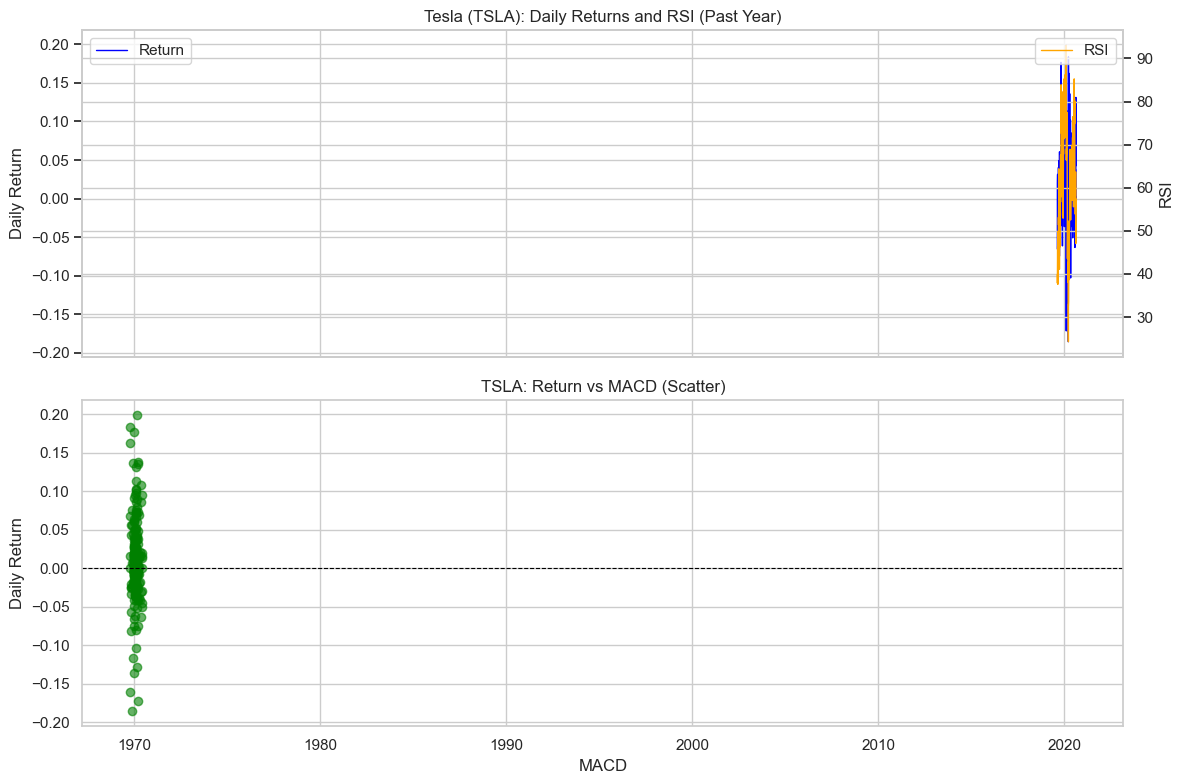 Tesla (TSLA): Daily Returns and RSI (Past Year)
Return
RSI
Daily Return
0.20
0.15
0.10
0.05
0.00
−0.05
−0.10
−0.15
−0.20
90
80
70
60
50
40
30
RSI
TSLA: Return vs MACD (Scatter)
Daily Return
0.20
0.15
0.10
0.05
0.00
−0.05
−0.10
−0.15
−0.20
1970 1980 1990 2000 2010 2020
MACD